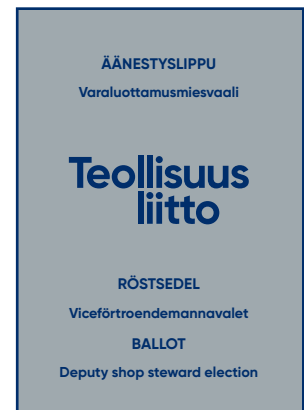 ÄÄNESTYSLIPPU
Varaluottamusmiesvaali
Teollisuus
liitto
RÖSTSEDEL
Viceförtroendemannavalet
BALLOT
Deputy shop steward election